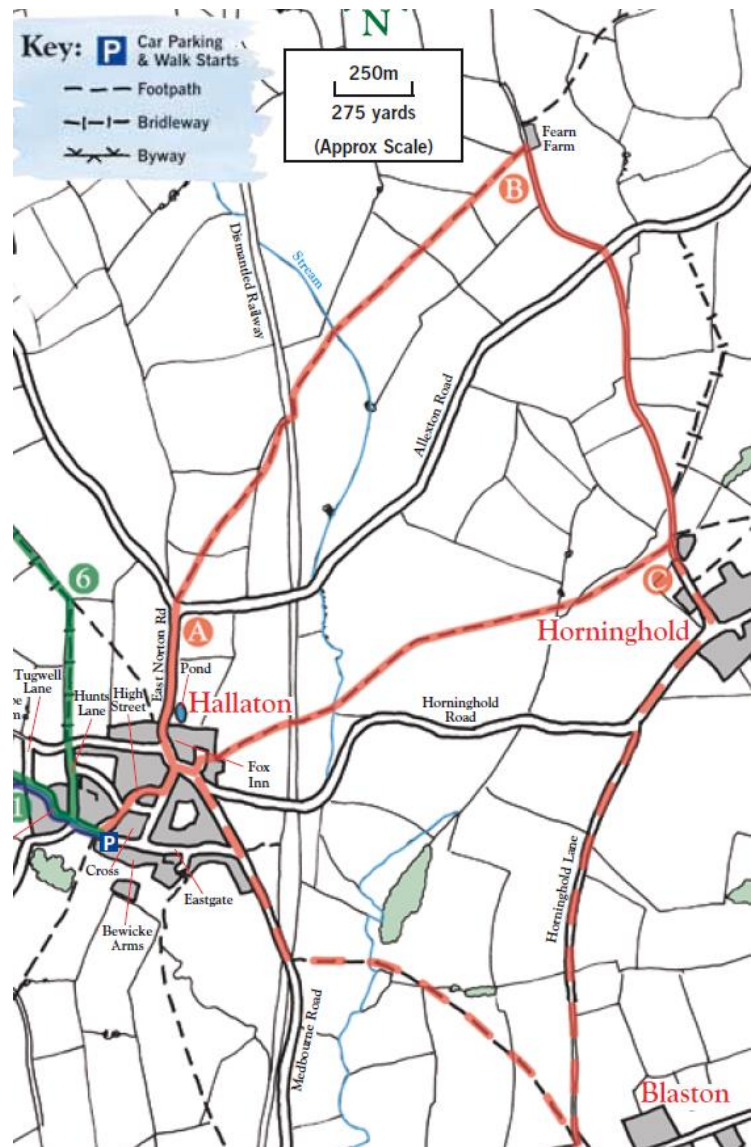 Key:
P
Car Parking
& Walk Starts
Footpath
Bridleway
Byway
N
250m
275 yards
(Approx Scale)
Fearn
Farm
B
Dismantled Railway
Stream
Allexton Road
6
A
East Norton Rd
C
Horninghold
Pond
Tugwell
Lane
Hunts
Lane
High
Street
Hallaton
Horninghold
Road
Fox
Inn
P
Cross
Eastgate
Bewicke
Arms
Horninghold Lane
Medbourne Road
Blaston